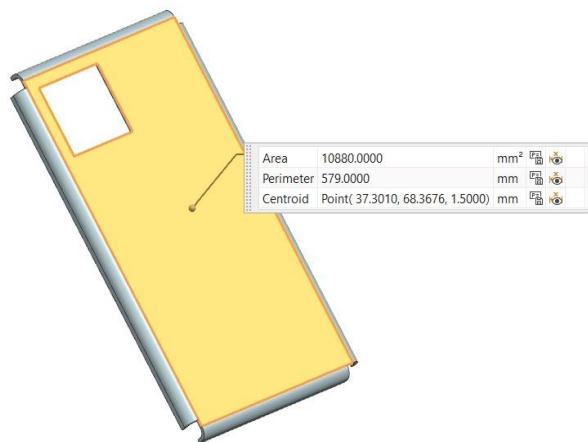 Area 10880.0000 mm²
Perimeter 579.0000 mm
Centroid Point( 37.3010, 68.3676, 1.5000) mm